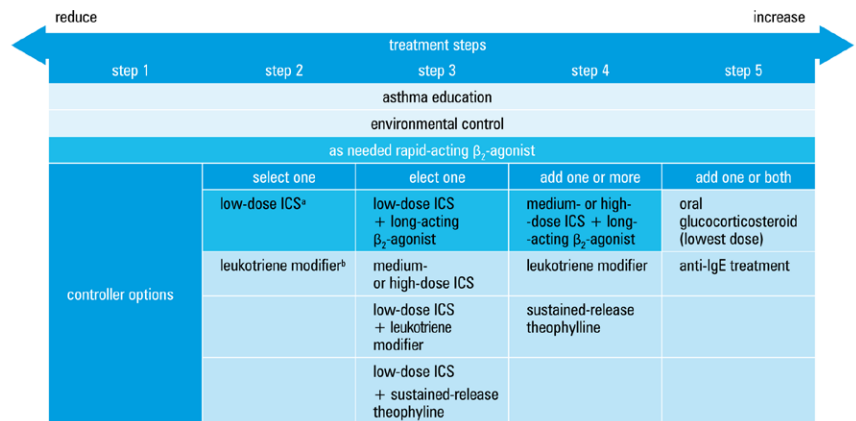 reduce increase
treatment steps
step 1 step 2 step 3 step 4 step 5
asthma education
environmental control
as needed rapid-acting β₂-agonist
select one elect one add one or more add one or both
controller options
low-dose ICSᵃ
leukotriene modifierᵇ
low-dose ICS
+ long-acting
β₂-agonist
medium-
or high-dose ICS
low-dose ICS
+ leukotriene
modifier
low-dose ICS
+ sustained-release
theophyline
medium- or high-
-dose ICS + long-
-acting β₂-agonist
leukotriene modifier
sustained-release
theophylline
oral
glucocorticosteroid
(lowest dose)
anti-IgE treatment